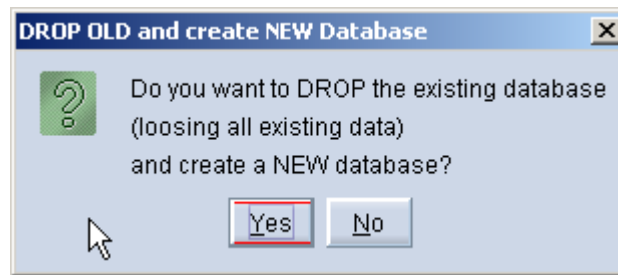 DROP OLD and create NEW Database
Do you want to DROP the existing database
(loosing all existing data)
and create a NEW database?
Yes No